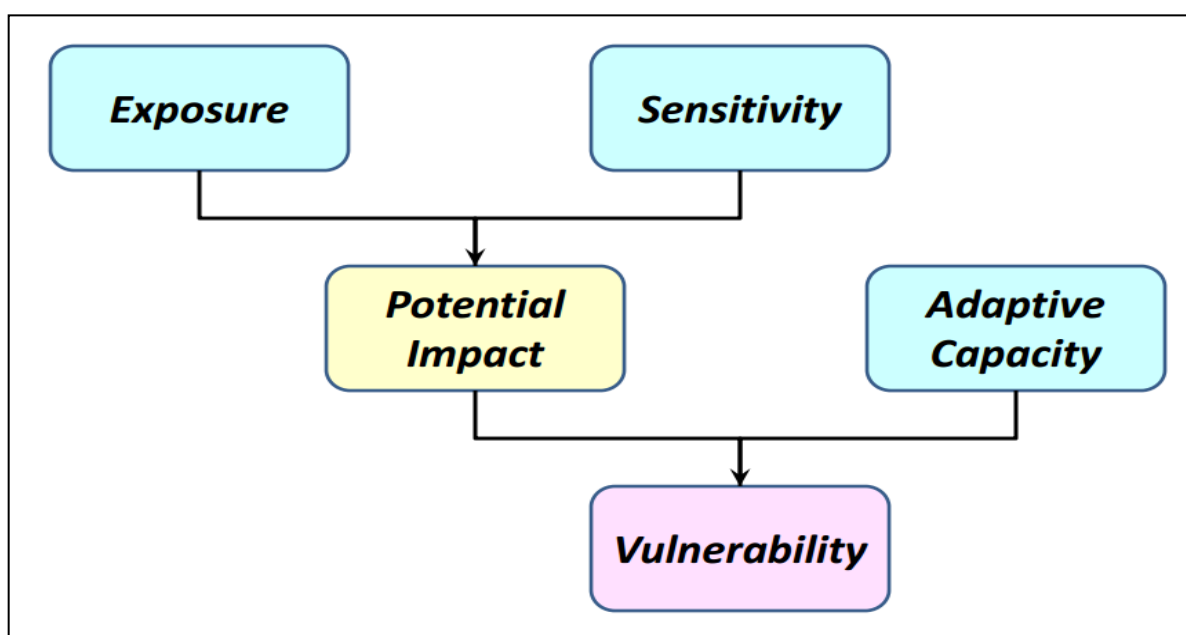 Exposure
Sensitivity
Potential
Impact
Adaptive
Capacity
Vulnerability